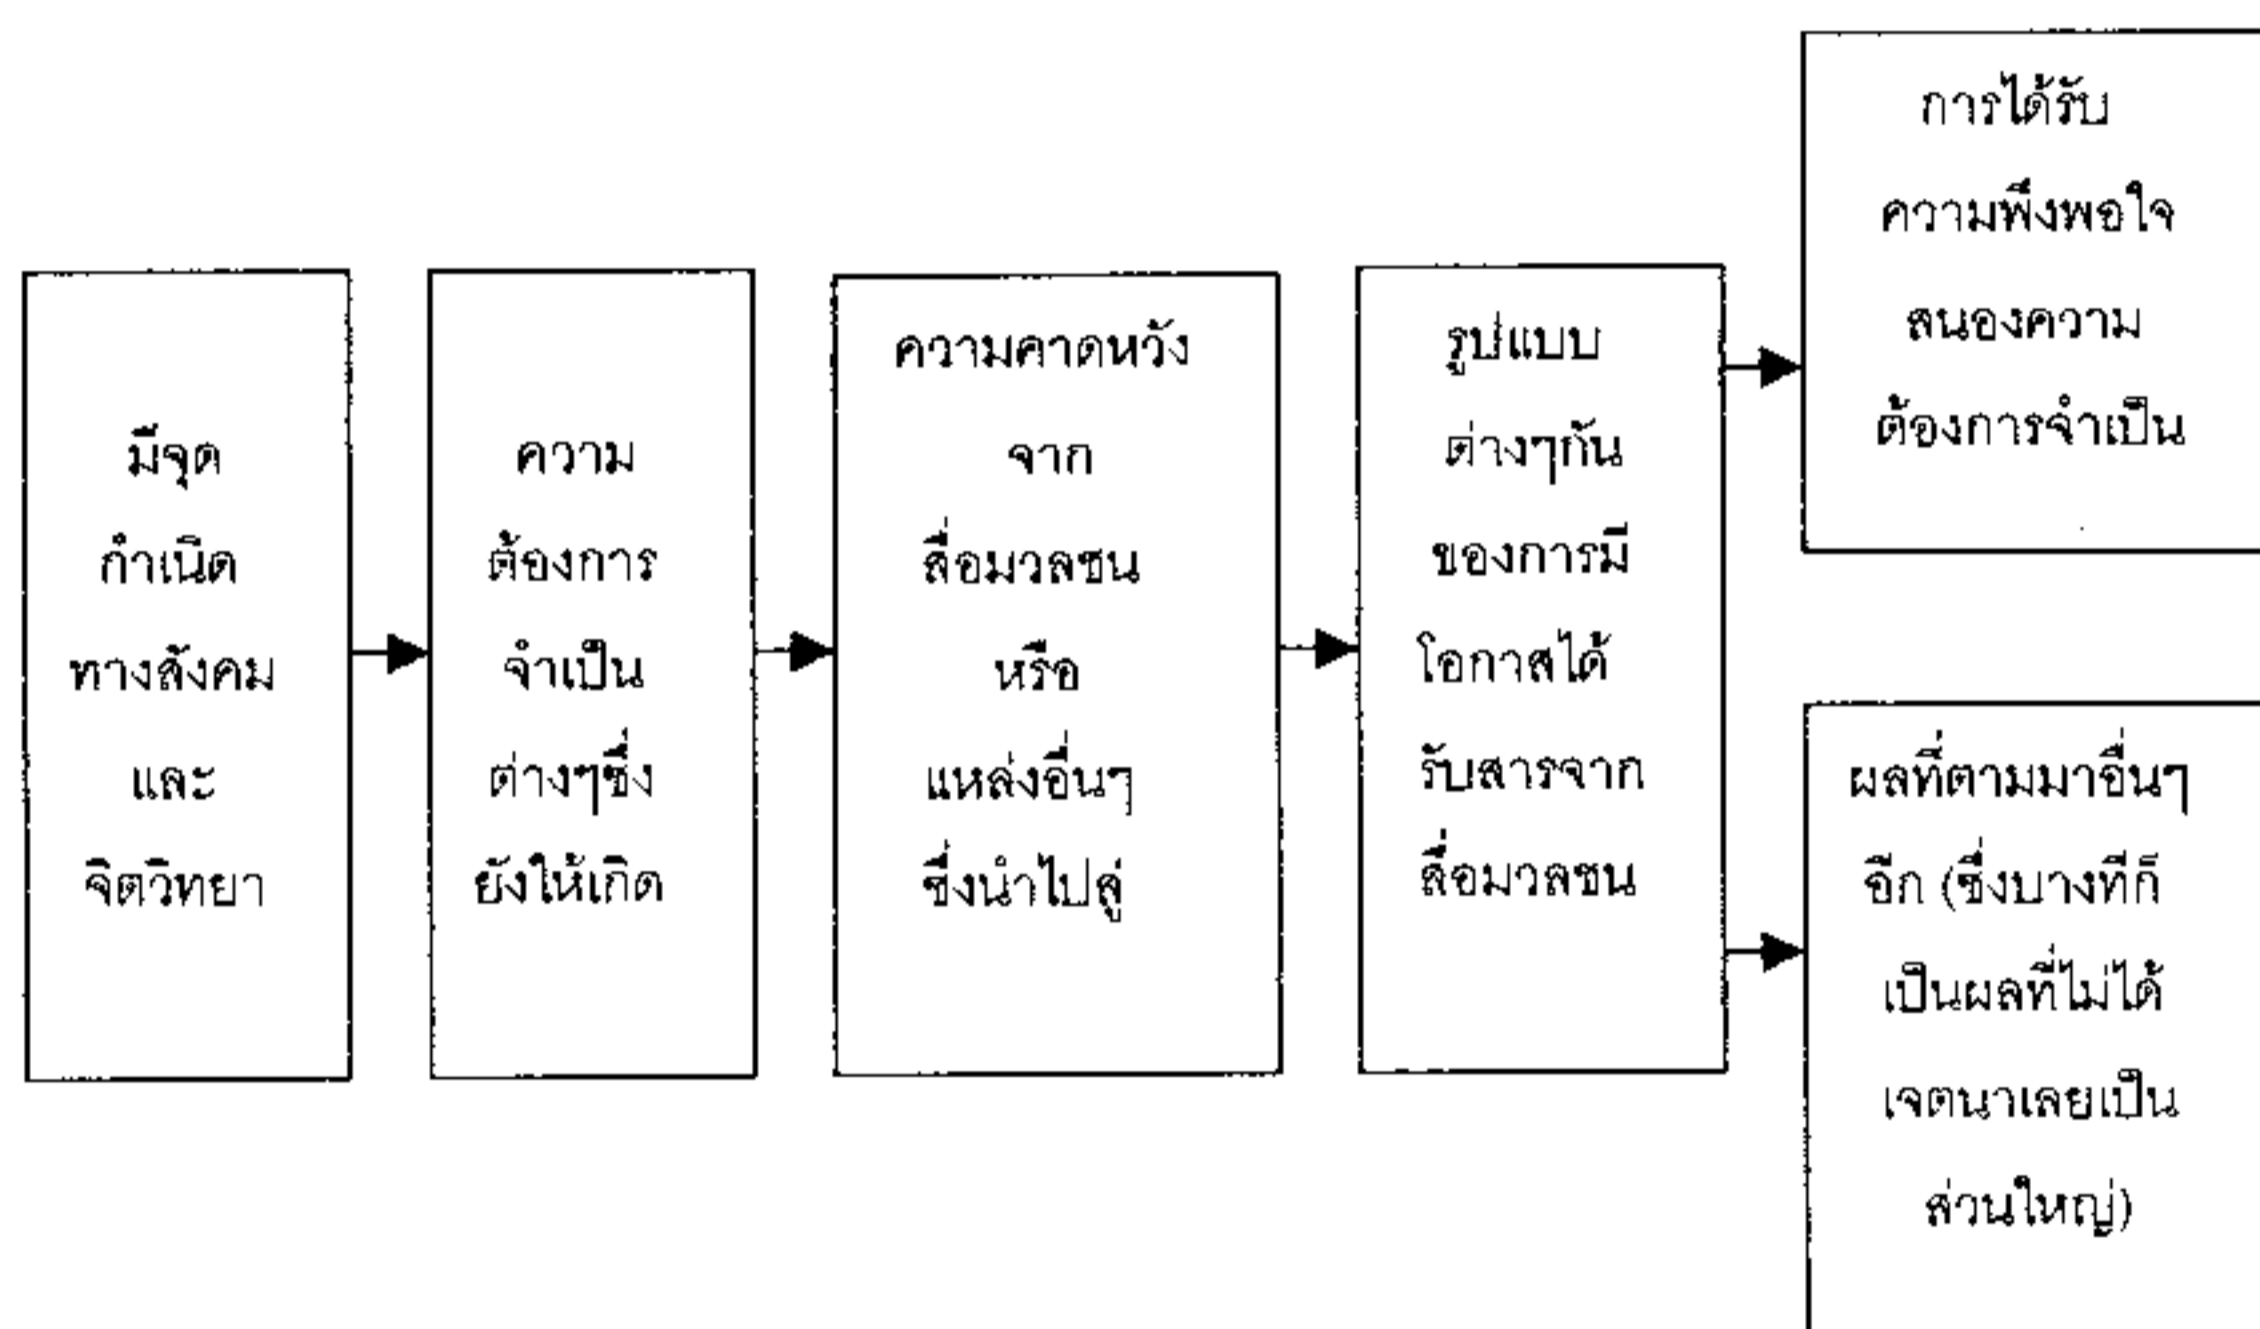 มีจุด
กำเนิด
ทางสังคม
และ
จิตวิทยา
ความ
ต้องการ
จำเป็น
ต่างๆซึ่ง
ยังให้เกิด
ความคาดหวัง
จาก
สื่อมวลชน
หรือ
แหล่งอื่นๆ
ซึ่งนำไปสู่
รูปแบบ
ต่างๆกัน
ของการมี
โอกาสได้
รับสารจาก
สื่อมวลชน
การได้รับ
ความพึงพอใจ
สนองความ
ต้องการจำเป็น
ผลที่ตามมาอื่นๆ
อีก (ซึ่งบางทีก็
เป็นผลที่ไม่ได้
เจตนาเลยเป็น
ส่วนใหญ่)